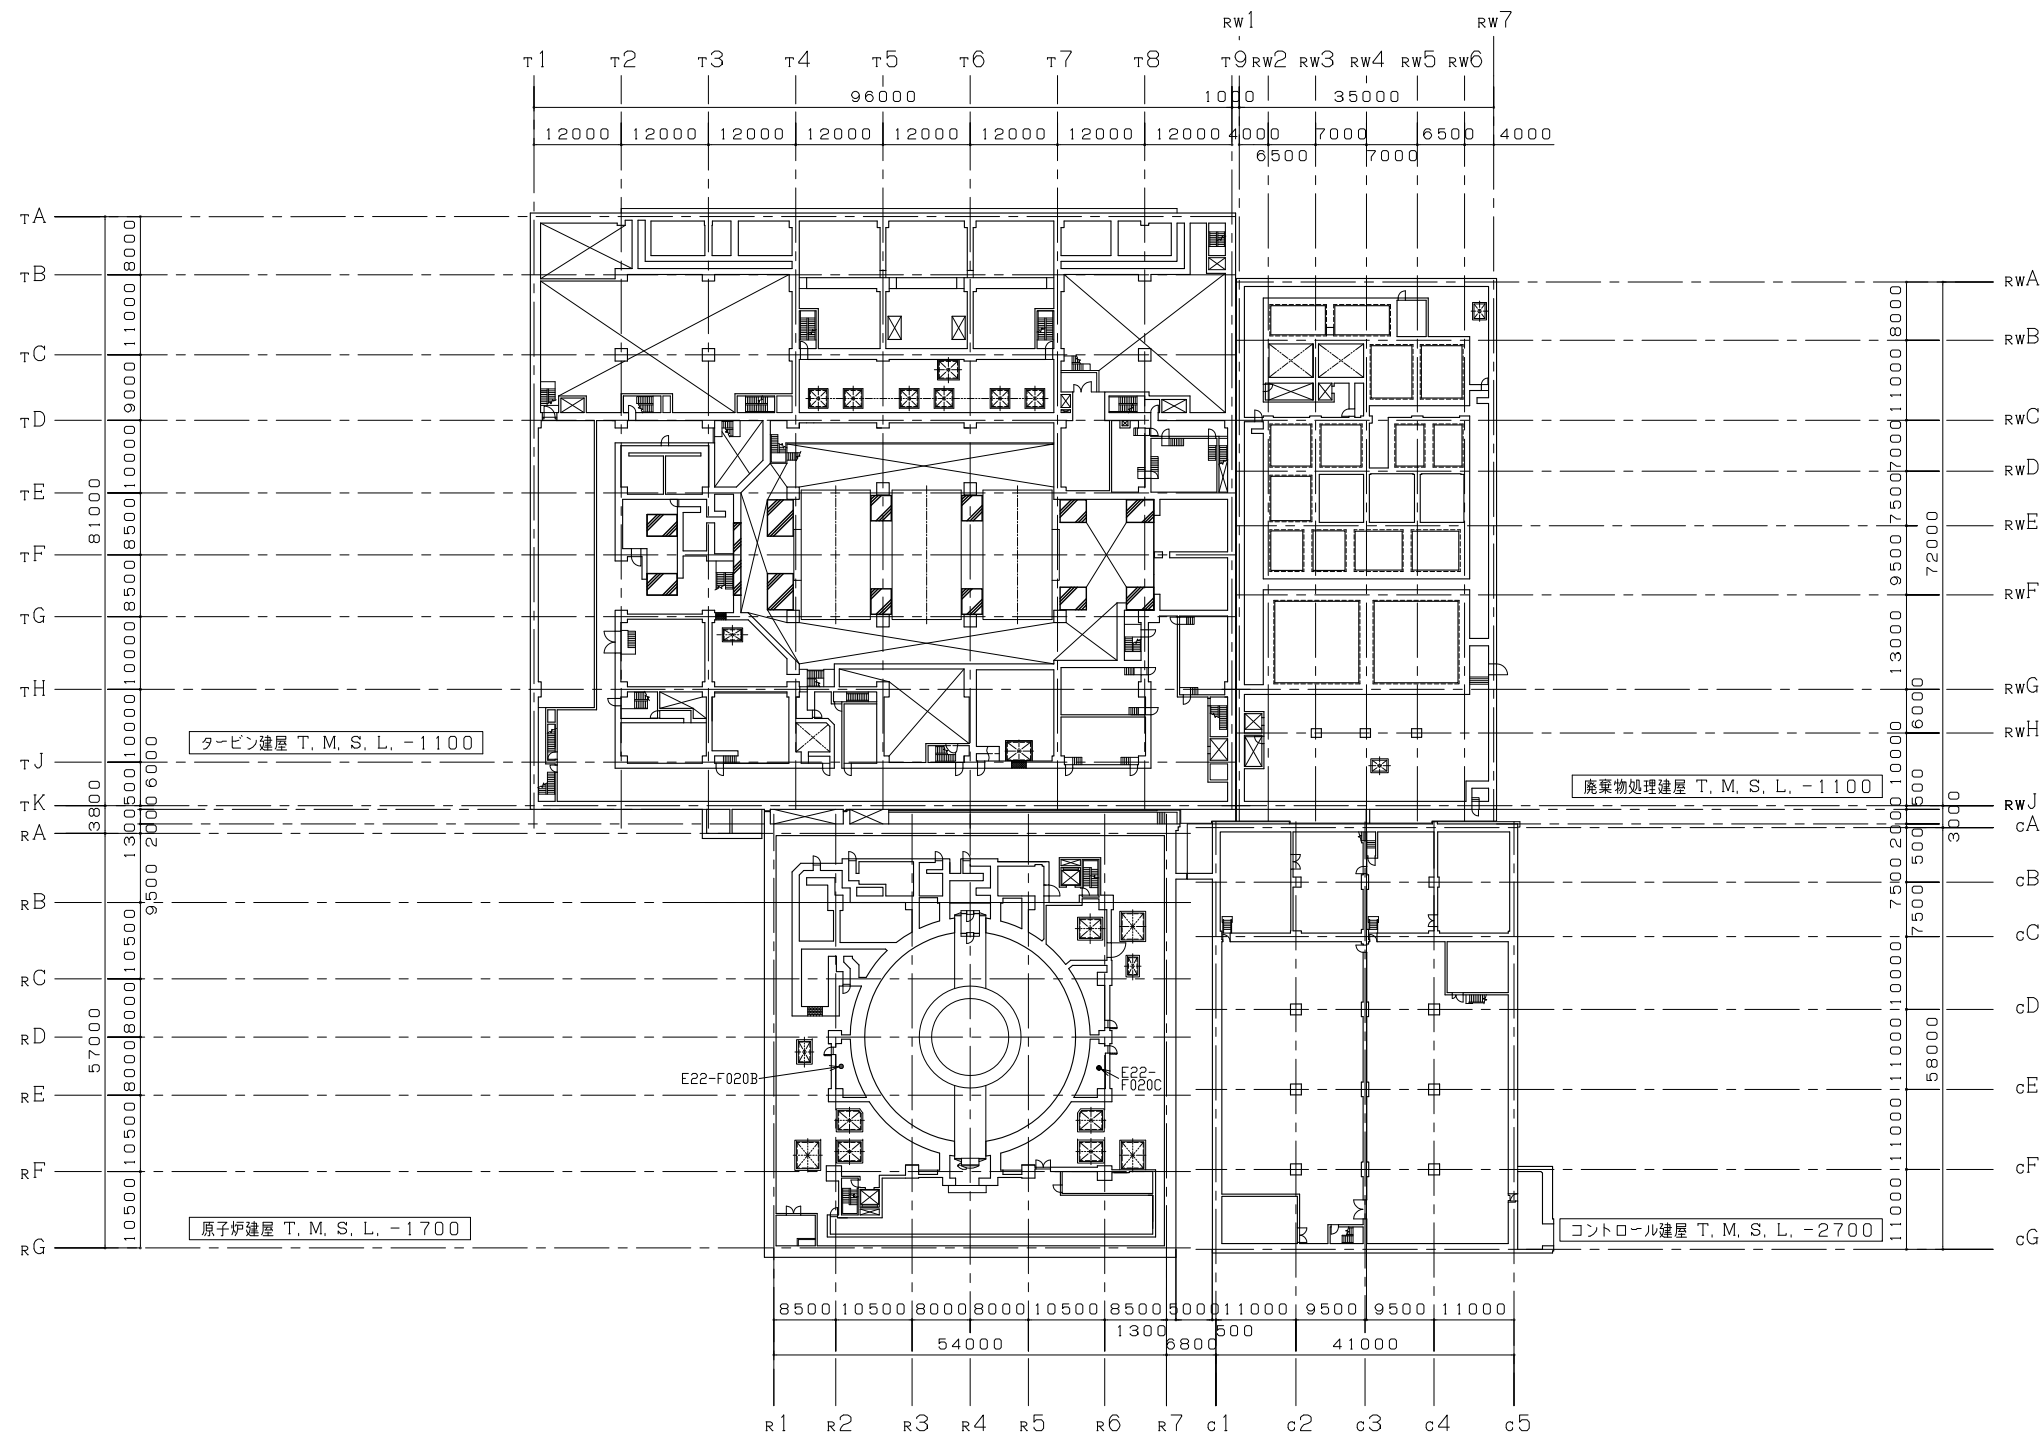 RW1 RW7
T1 T2 T3 T4 T5 T6 T7 T8 T9 RW2 RW3 RW4 RW5 RW6
96000 1000 35000
12000 12000 12000 12000 12000 12000 12000 12000 4000 7000 6500 4000
6500 7000
TA
TB
TC
TD
TE
TF
TG
TH
TJ
TK
RA
RB
RC
RD
RE
RF
RG
8000
11000
9000
10000
8500
8500
10000
10000
6000
500
1300
2000
9500
10500
8000
8000
10500
10500
81000
3800
57000
RWA
RWB
RWC
RWD
RWE
RWF
RWG
RWH
RWJ
CA
CB
CC
CD
CE
CF
CG
8000
11000
7000
7500
9500
13000
6000
10000
500
2000
500
7500
7500
10000
11000
11000
11000
72000
3000
58000
タービン建屋 T.M.S.L.-1100
廃棄物処理建屋 T.M.S.L.-1100
E22-F020B
E22-
F020C
原子炉建屋 T.M.S.L.-1700
コントロール建屋 T.M.S.L.-2700
8500 10500 8000 8000 10500 8500 5000 11000 9500 9500 11000
1300 500
54000 6800 41000
R1 R2 R3 R4 R5 R6 R7 C1 C2 C3 C4 C5